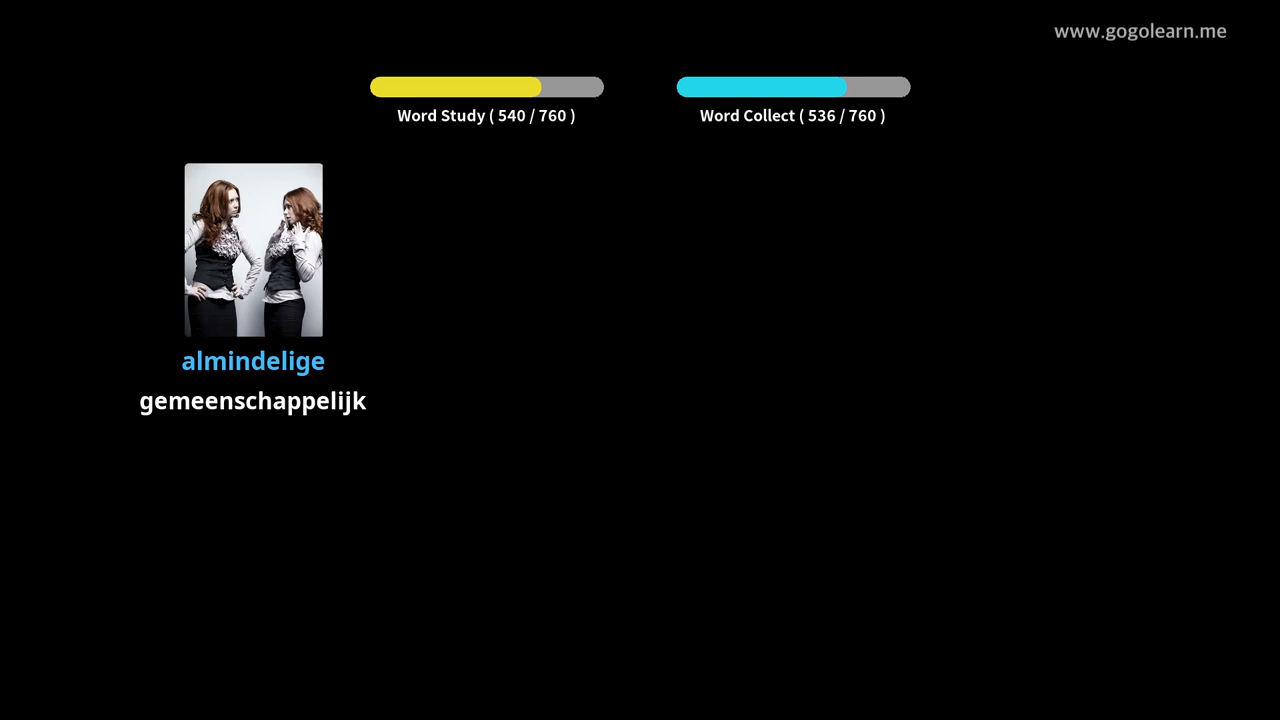 www.gogolearn.me
Word Study ( 540 / 760 )
Word Collect ( 536 / 760 )
almindelige
gemeenschappelijk